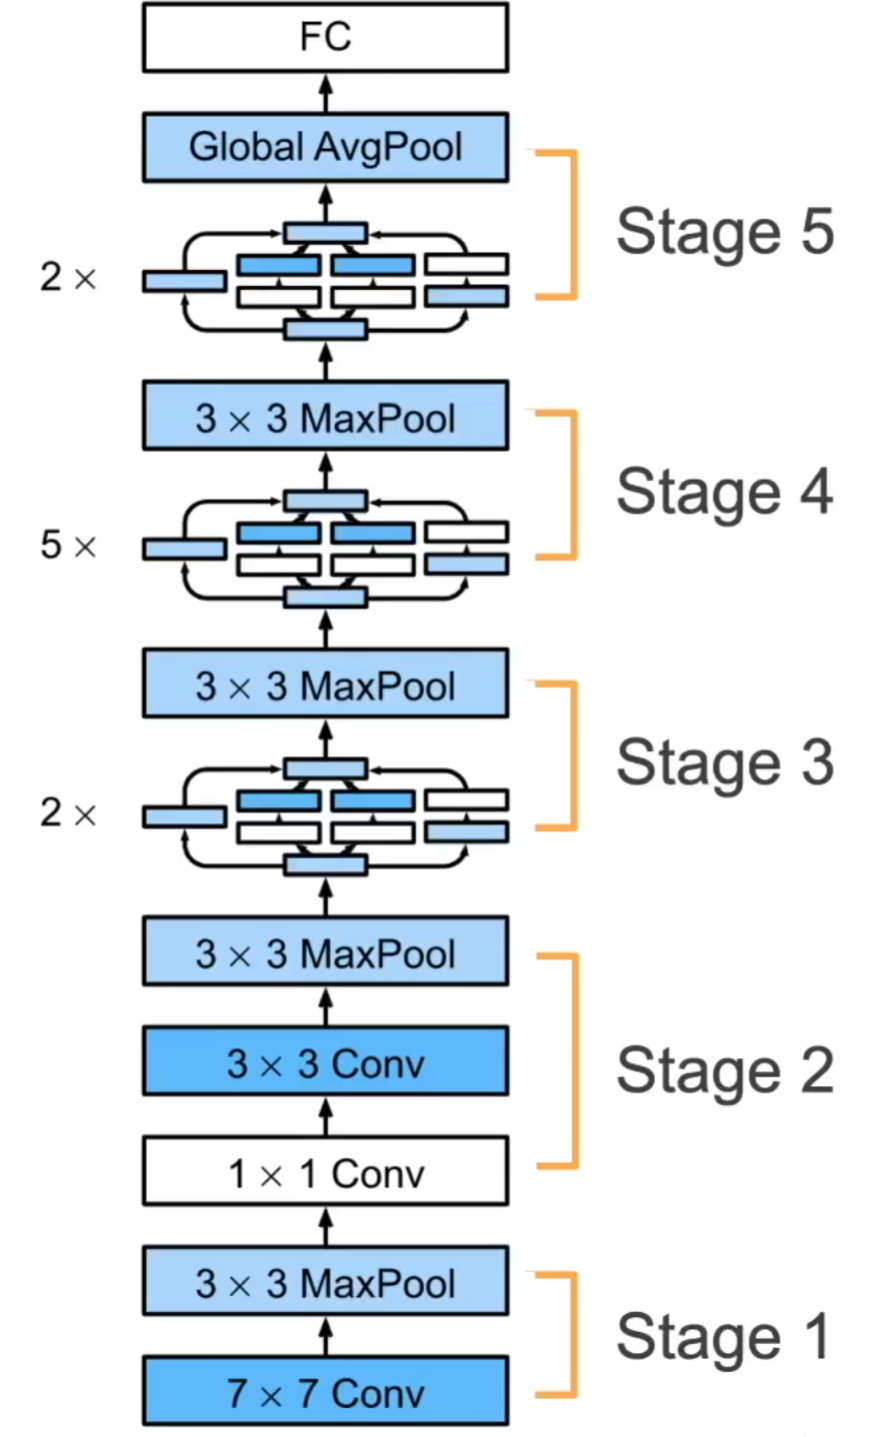 FC
Global AvgPool
Stage 5
2 ×
3 × 3 MaxPool
Stage 4
5 ×
3 × 3 MaxPool
Stage 3
2 ×
3 × 3 MaxPool
3 × 3 Conv
Stage 2
1 × 1 Conv
3 × 3 MaxPool
Stage 1
7 × 7 Conv